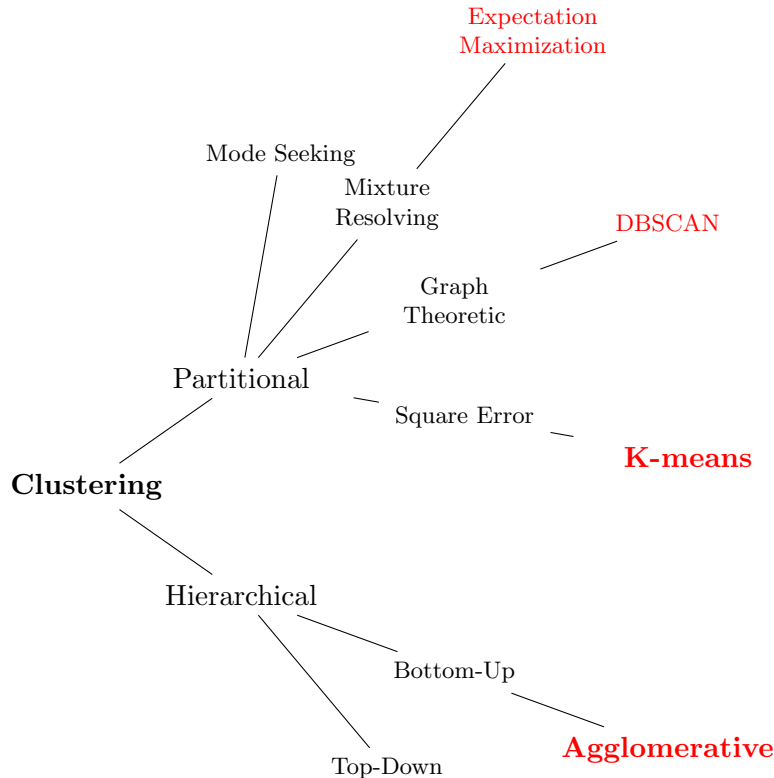 Expectation
Maximization
Mode Seeking
Mixture
Resolving
DBSCAN
Graph
Theoretic
Partitional
Square Error
K-means
Clustering
Hierarchical
Bottom-Up
Agglomerative
Top-Down